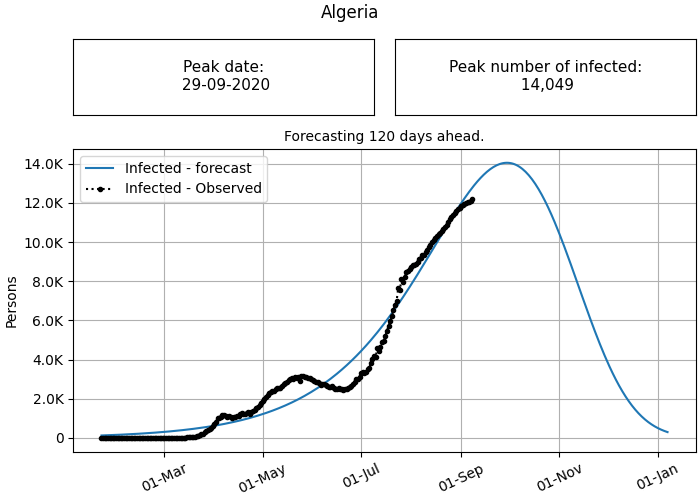 Algeria
Peak date:
29-09-2020
Peak number of infected:
14,049
Forecasting 120 days ahead.
Infected - forecast
Infected - Observed
14.0K
12.0K
10.0K
8.0K
6.0K
4.0K
2.0K
0
Persons
01-Mar
01-May
01-Jul
01-Sep
01-Nov
01-Jan